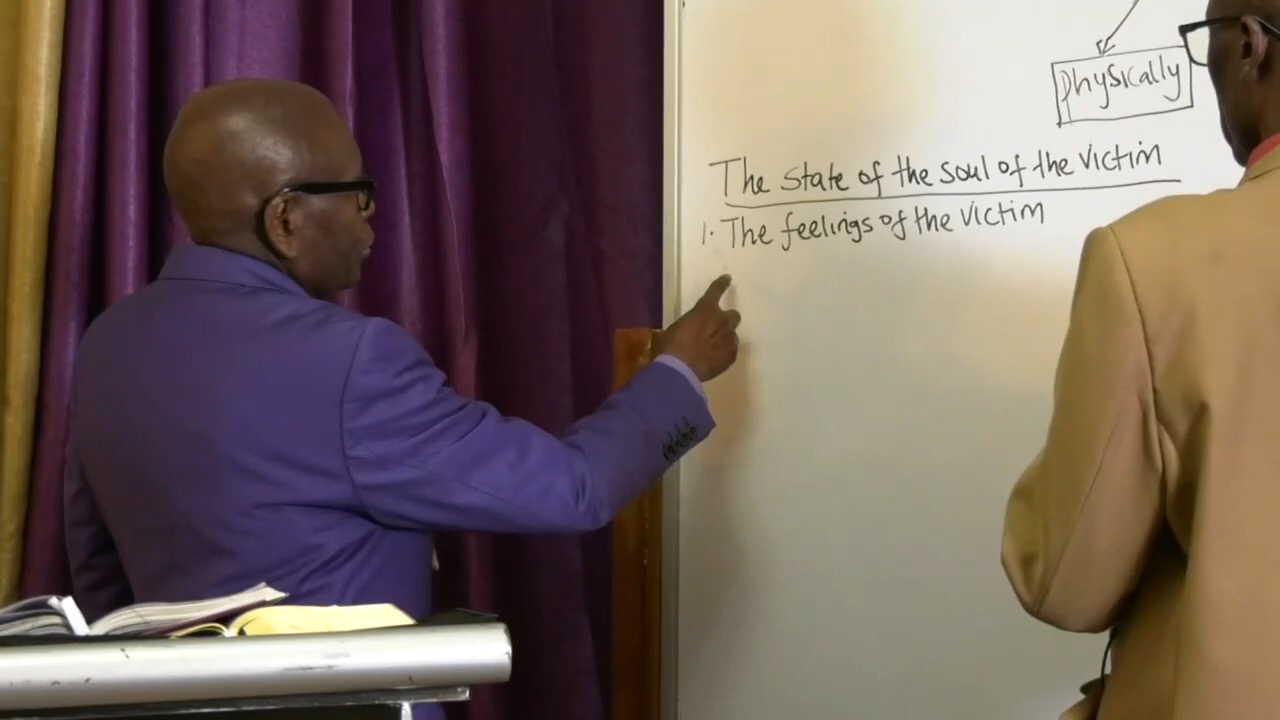 physically
The state of the soul of the victim
1. The feelings of the victim